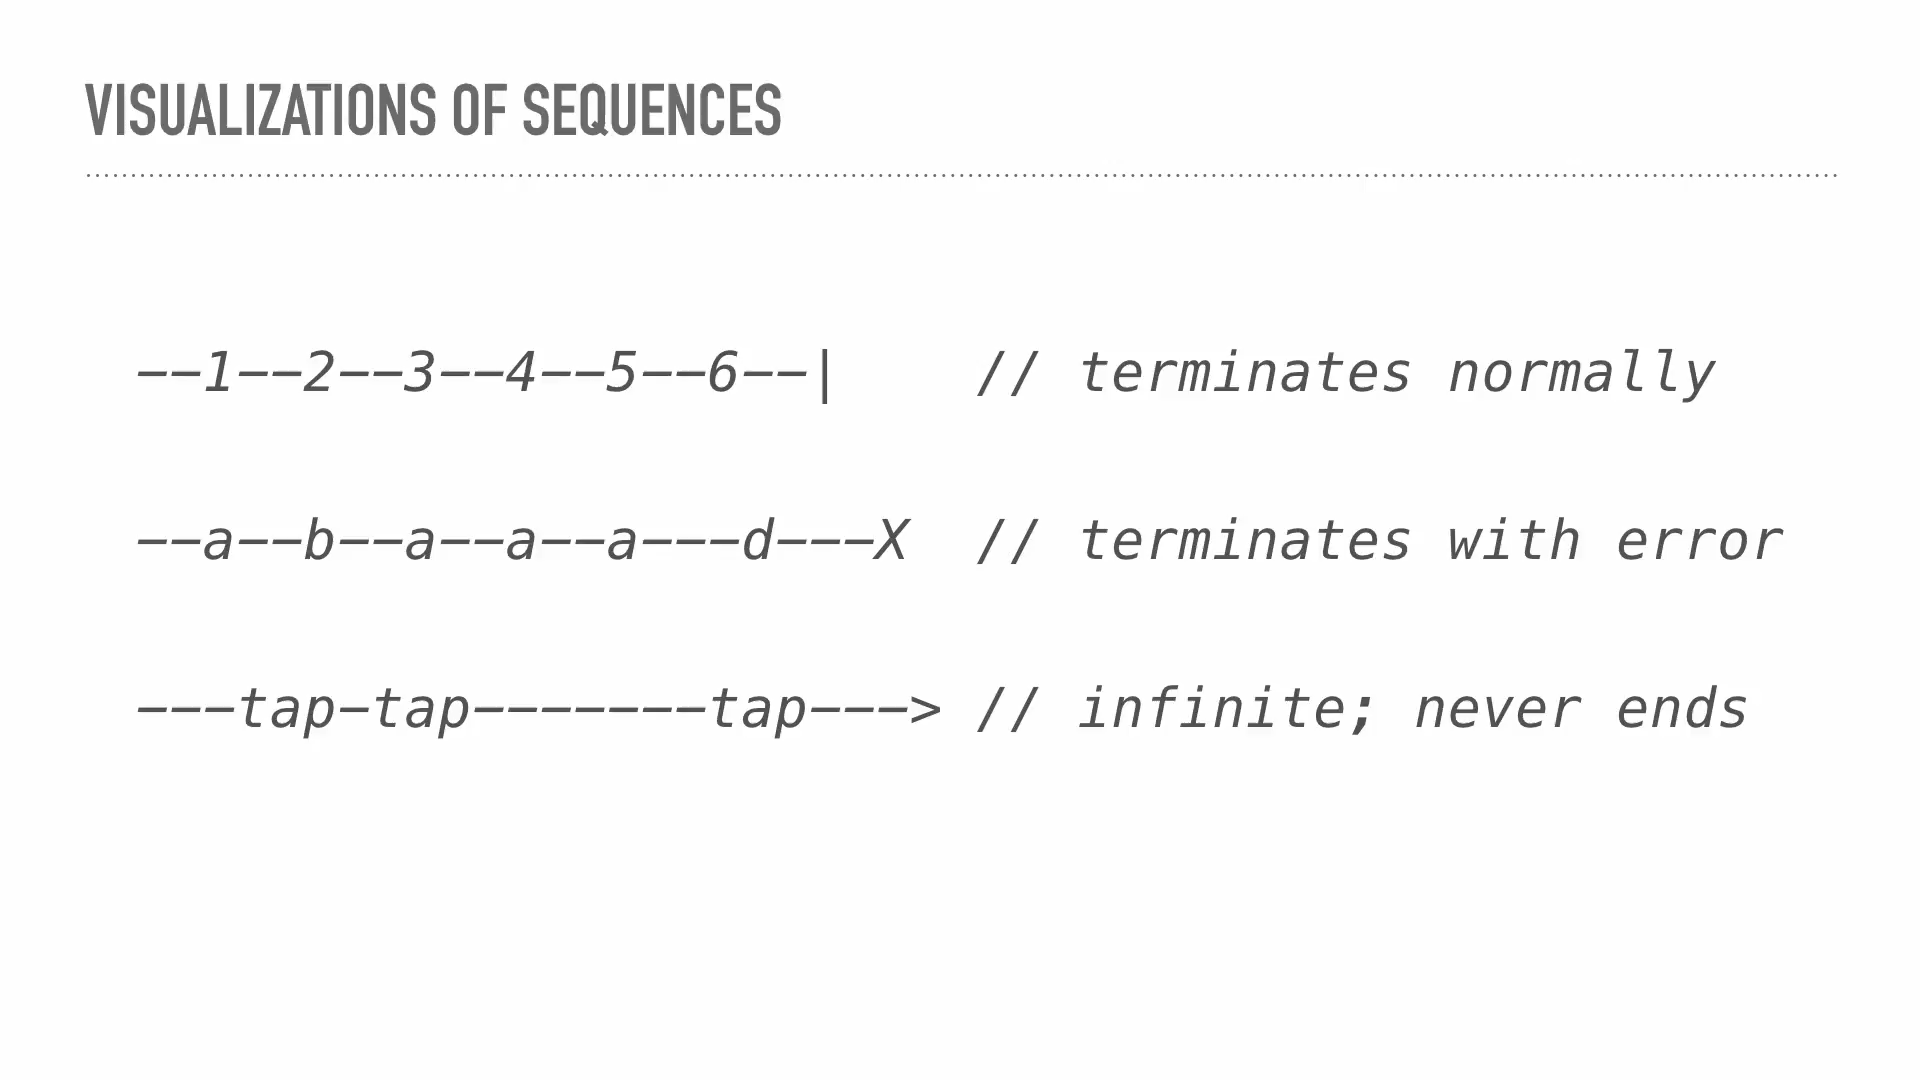 VISUALIZATIONS OF SEQUENCES
--1--2--3--4--5--6--|    // terminates normally
--a--b--a--a--a---d---X  // terminates with error
---tap-tap-------tap---> // infinite; never ends